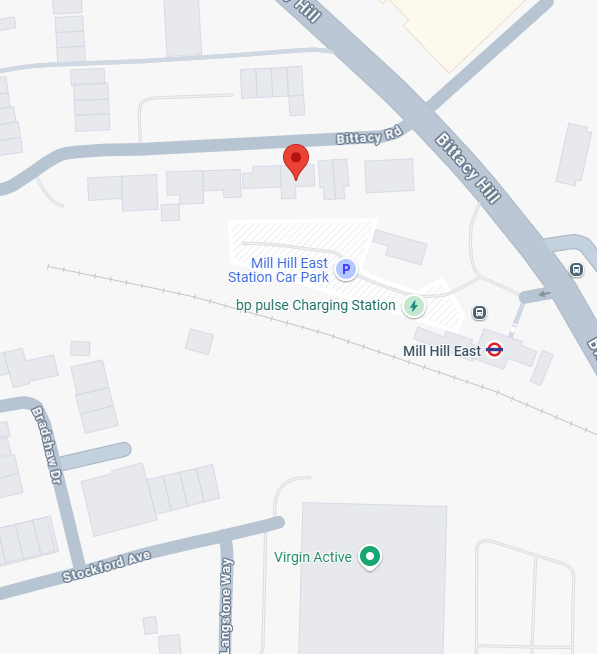 y Hill
Bittacy Rd
Bittacy Hill
Mill Hill East
Station Car Park
P
bp pulse Charging Station
Mill Hill East
Bi
Bradshaw Dr
Virgin Active
Stockford Ave
Langstone Way